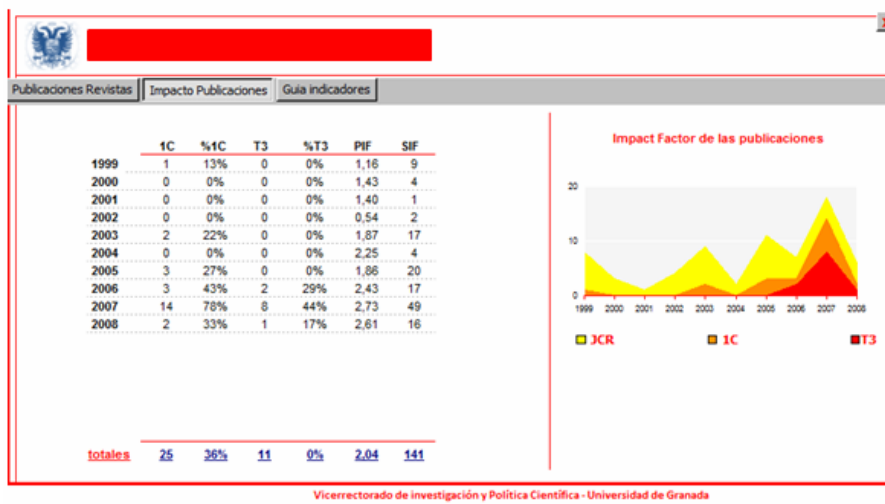 Publicaciones Revistas Impacto Publicaciones Guia indicadores
1C %1C T3 %T3 PIF SIF
1999 1 13% 0 0% 1,16 9
2000 0 0% 0 0% 1,43 4
2001 0 0% 0 0% 1,40 1
2002 0 0% 0 0% 0,54 2
2003 2 22% 0 0% 1,87 17
2004 0 0% 0 0% 2,25 4
2005 3 27% 0 0% 1,86 20
2006 3 43% 2 29% 2,43 17
2007 14 78% 8 44% 2,73 49
2008 2 33% 1 17% 2,61 16
totales 25 36% 11 0% 2,04 141
Impact Factor de las publicaciones
20
10
0
1999 2000 2001 2002 2003 2004 2005 2006 2007 2008
JCR 1C T3
Vicerrectorado de investigación y Política Científica - Universidad de Granada